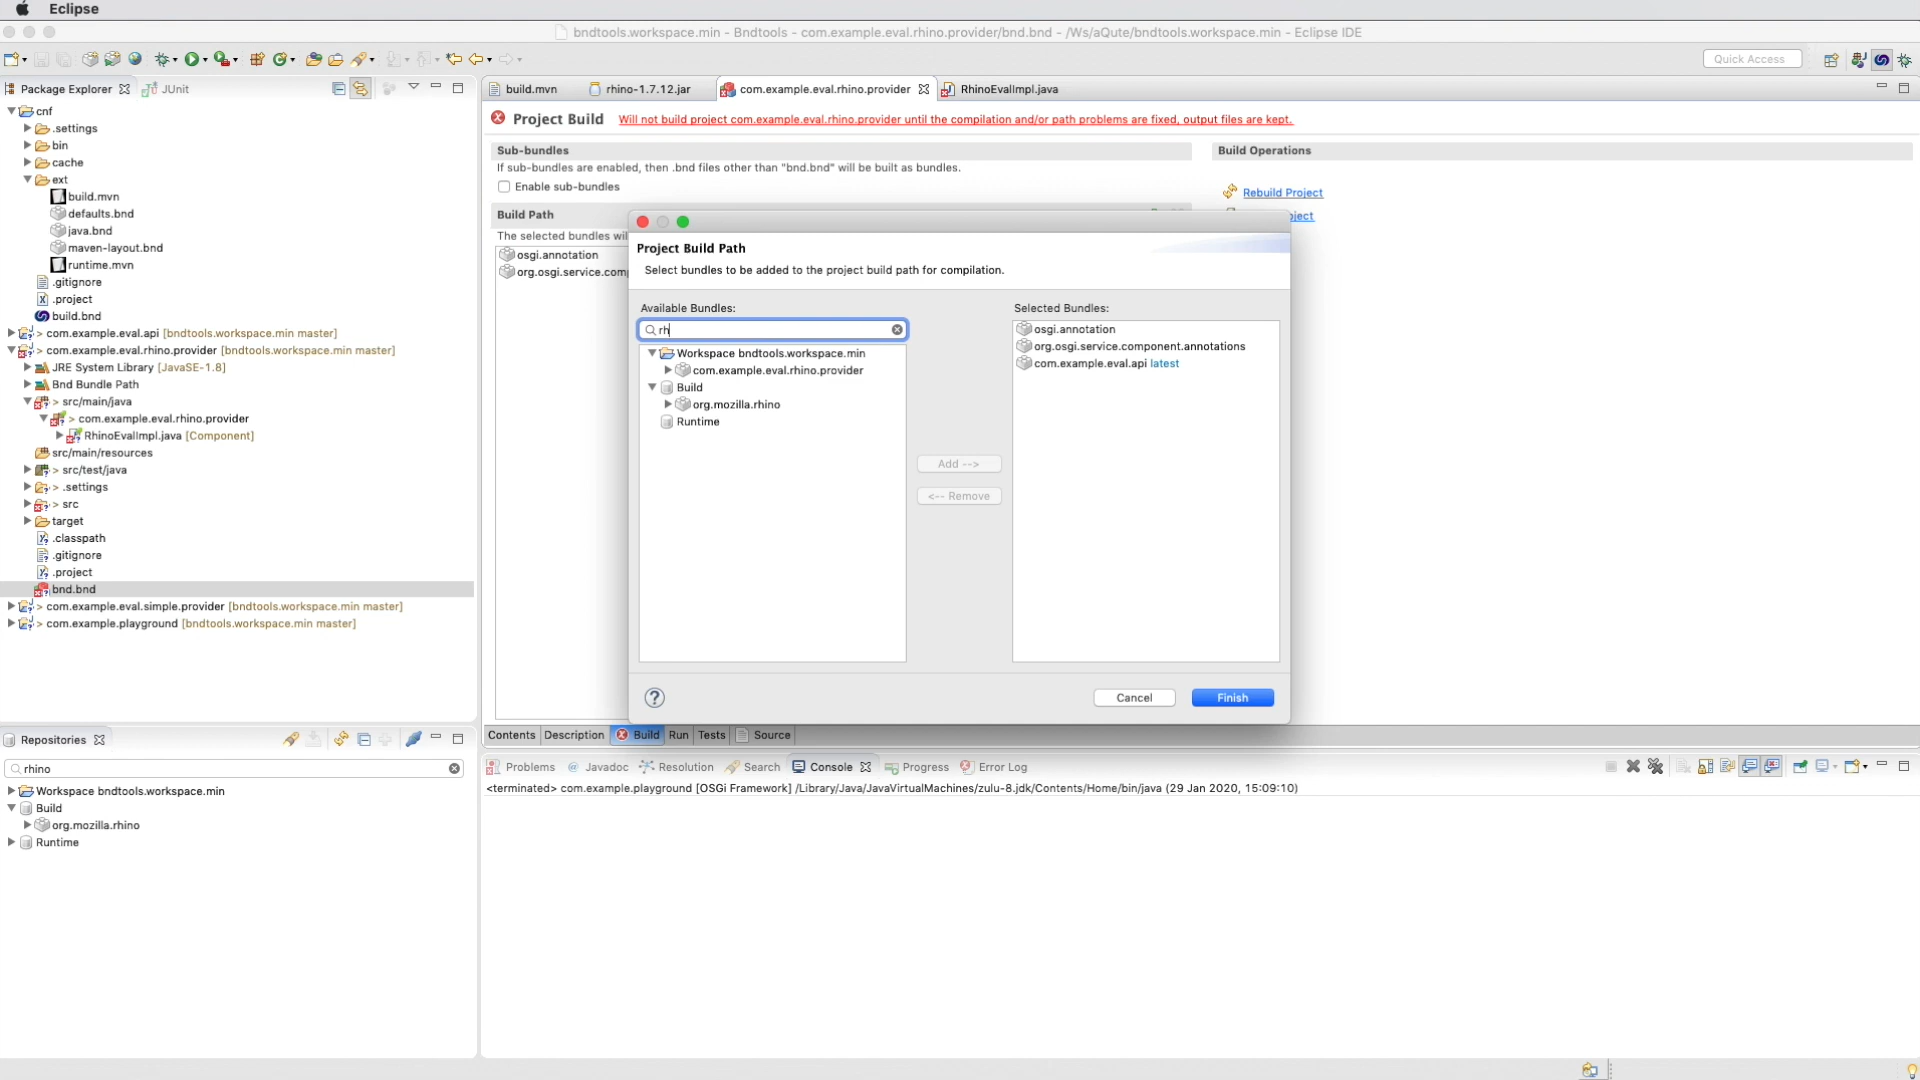 Eclipse
bndtools.workspace.min - Bndtools - com.example.eval.rhino.provider/bnd.bnd - /Ws/aQute/bndtools.workspace.min - Eclipse IDE
Quick Access
Package Explorer
JUnit
cnf
.settings
bin
cache
ext
build.mvn
defaults.bnd
java.bnd
maven-layout.bnd
runtime.mvn
.gitignore
.project
build.bnd
> com.example.eval.api [bndtools.workspace.min master]
> com.example.eval.rhino.provider [bndtools.workspace.min master]
JRE System Library [JavaSE-1.8]
Bnd Bundle Path
> src/main/java
> com.example.eval.rhino.provider
RhinoEvalImpl.java [Component]
src/main/resources
> src/test/java
> .settings
> src
target
.classpath
.gitignore
.project
bnd.bnd
> com.example.eval.simple.provider [bndtools.workspace.min master]
> com.example.playground [bndtools.workspace.min master]
Repositories
rhino
Workspace bndtools.workspace.min
Build
org.mozilla.rhino
Runtime
build.mvn
rhino-1.7.12.jar
com.example.eval.rhino.provider
RhinoEvalImpl.java
Project Build
Will not build project com.example.eval.rhino.provider until the compilation and/or path problems are fixed, output files are kept.
Sub-bundles
If sub-bundles are enabled, then .bnd files other than "bnd.bnd" will be built as bundles.
Enable sub-bundles
Build Path
The selected bundles wil
osgi.annotation
org.osgi.service.comp
Build Operations
Rebuild Project
oject
Project Build Path
Select bundles to be added to the project build path for compilation.
Available Bundles:
rh
Workspace bndtools.workspace.min
com.example.eval.rhino.provider
Build
org.mozilla.rhino
Runtime
Add -->
<-- Remove
Selected Bundles:
osgi.annotation
org.osgi.service.component.annotations
com.example.eval.api latest
?
Cancel
Finish
Contents
Description
Build
Run
Tests
Source
Problems
Javadoc
Resolution
Search
Console
Progress
Error Log
<terminated> com.example.playground [OSGi Framework] /Library/Java/JavaVirtualMachines/zulu-8.jdk/Contents/Home/bin/java (29 Jan 2020, 15:09:10)